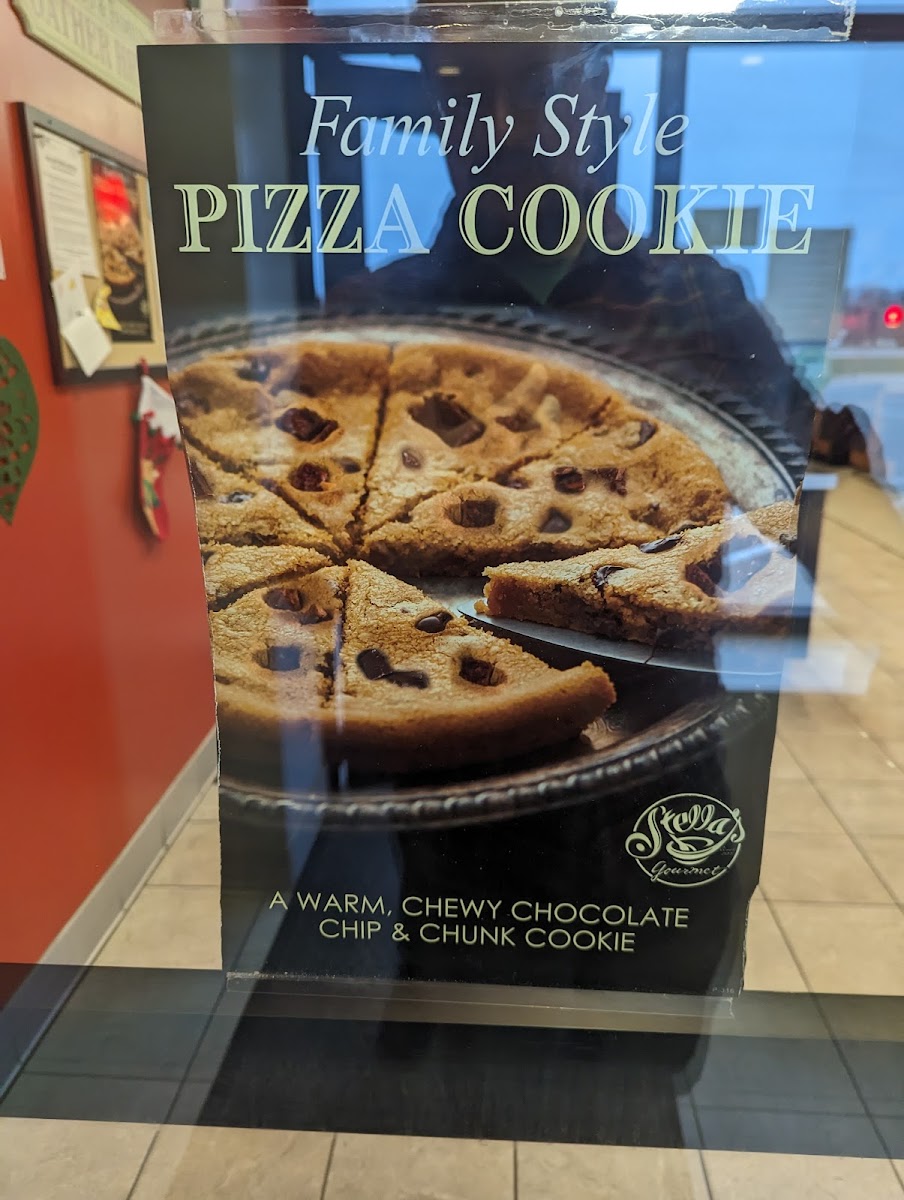 Family Style
PIZZA COOKIE
Stella's
Gourmet
A WARM, CHEWY CHOCOLATE
CHIP & CHUNK COOKIE